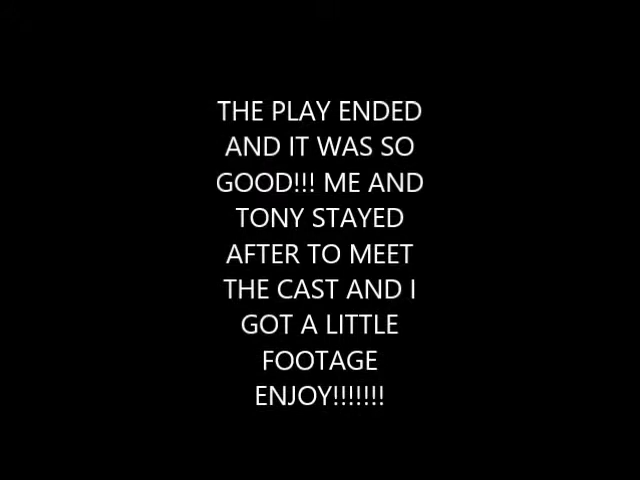 THE PLAY ENDED
AND IT WAS SO
GOOD!!! ME AND
TONY STAYED
AFTER TO MEET
THE CAST AND I
GOT A LITTLE
FOOTAGE
ENJOY!!!!!!!